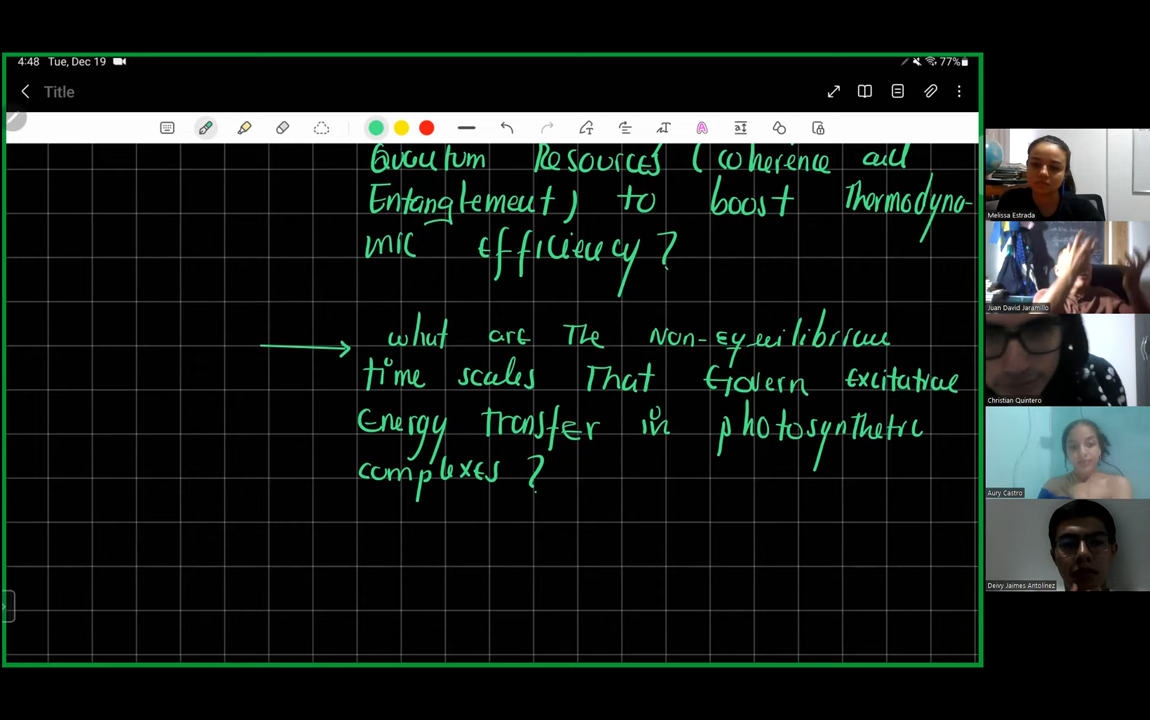 4:48 Tue, Dec 19 77%
Title
Quantum Resources (coherence and
Entanglement) to boost Thermodyna-
mic efficiency?
what are The Non-equilibrium
time scales That Govern excitation
Energy transfer in photosynthetic
complexes?
Melissa Estrada
Juan David Jaramillo
Christian Quintero
Aury Castro
Deivy Jaimes Antolínez